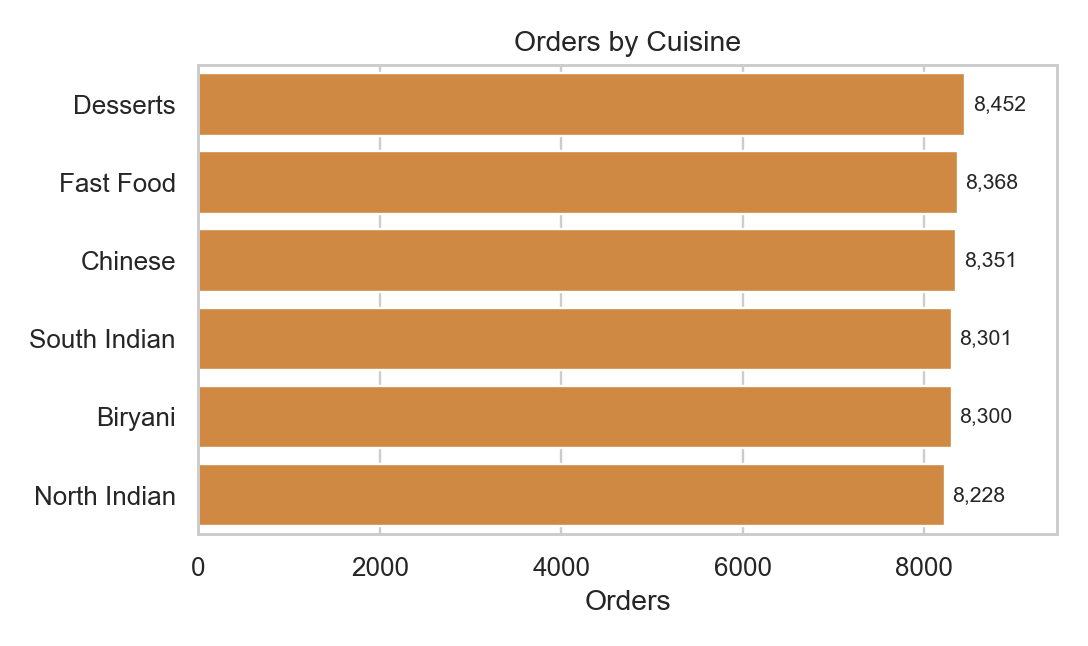 Orders by Cuisine
Desserts 8,452
Fast Food 8,368
Chinese 8,351
South Indian 8,301
Biryani 8,300
North Indian 8,228
0 2000 4000 6000 8000
Orders